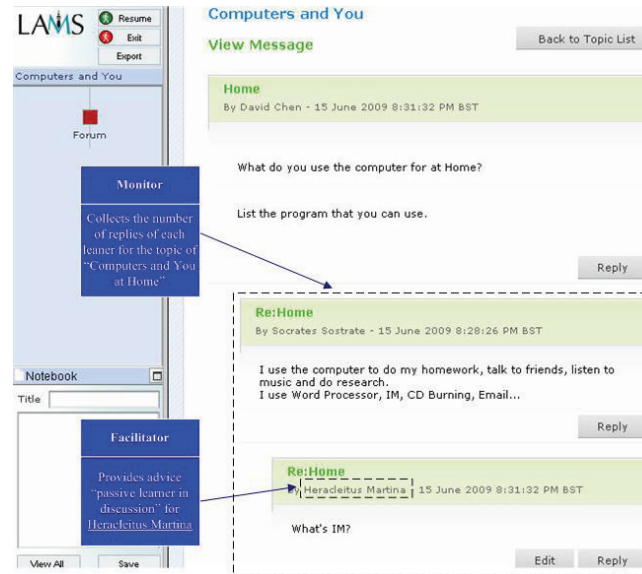 LAMS
Resume
Exit
Export
Computers and You
Forum
Monitor
Collects the number
of replies of each
leaner for the topic of
“Computers and You
at Home”
Notebook
Title
Facilitator
Provides advice
“passive learner in
discussion” for
Heracleitus Martina
View All
Save
Computers and You
View Message
Back to Topic List
Home
By David Chen - 15 June 2009 8:31:32 PM BST
What do you use the computer for at Home?
List the program that you can use.
Reply
Re:Home
By Socrates Sostrate - 15 June 2009 8:28:26 PM BST
I use the computer to do my homework, talk to friends, listen to
music and do research.
I use Word Processor, IM, CD Burning, Email...
Reply
Re:Home
By Heracleitus Martina - 15 June 2009 8:31:32 PM BST
What's IM?
Edit
Reply